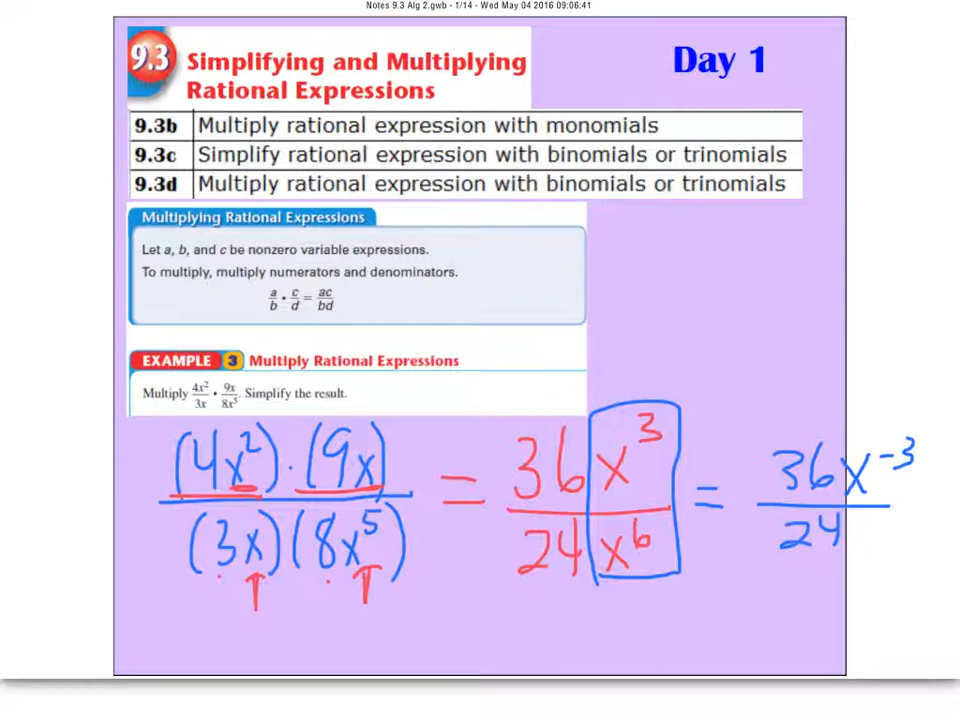 Notes 9.3 Alg 2.gwb - 1/14 - Wed May 04 2016 09:06:41
9.3 Simplifying and Multiplying
Rational Expressions
Day 1
9.3b Multiply rational expression with monomials
9.3c Simplify rational expression with binomials or trinomials
9.3d Multiply rational expression with binomials or trinomials
Multiplying Rational Expressions
Let a, b, and c be nonzero variable expressions.
To multiply, multiply numerators and denominators.
a/b · c/d = ac/bd
EXAMPLE 3 Multiply Rational Expressions
Multiply 4x²/3x · 9x/8x⁵. Simplify the result.
(4x²)·(9x)/(3x)(8x⁵) = 36x³/24x⁶ = 36x⁻³/24